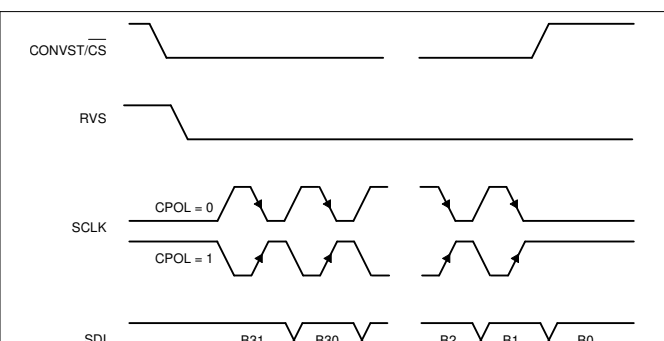 CONVST/CS
RVS
CPOL = 0
SCLK
CPOL = 1
SDI B31 B30 B2 B1 B0